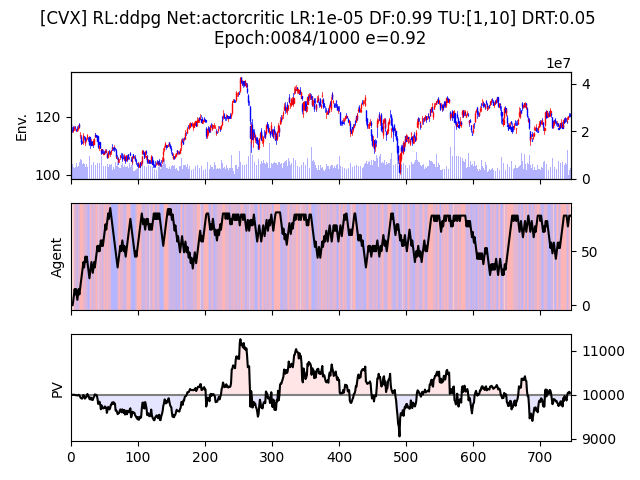 [CVX] RL:ddpg Net:actorcritic LR:1e-05 DF:0.99 TU:[1,10] DRT:0.05
Epoch:0084/1000 e=0.92
1e7
Env.
120
100
4
2
0
Agent
50
0
PV
11000
10000
9000
0 100 200 300 400 500 600 700